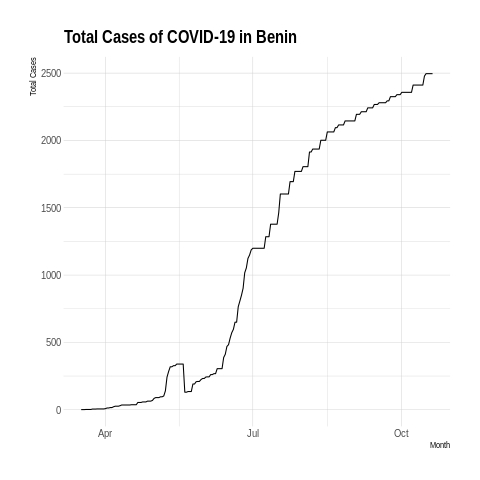 Total Cases of COVID-19 in Benin
Total Cases
2500
2000
1500
1000
500
0
Apr
Jul
Oct
Month